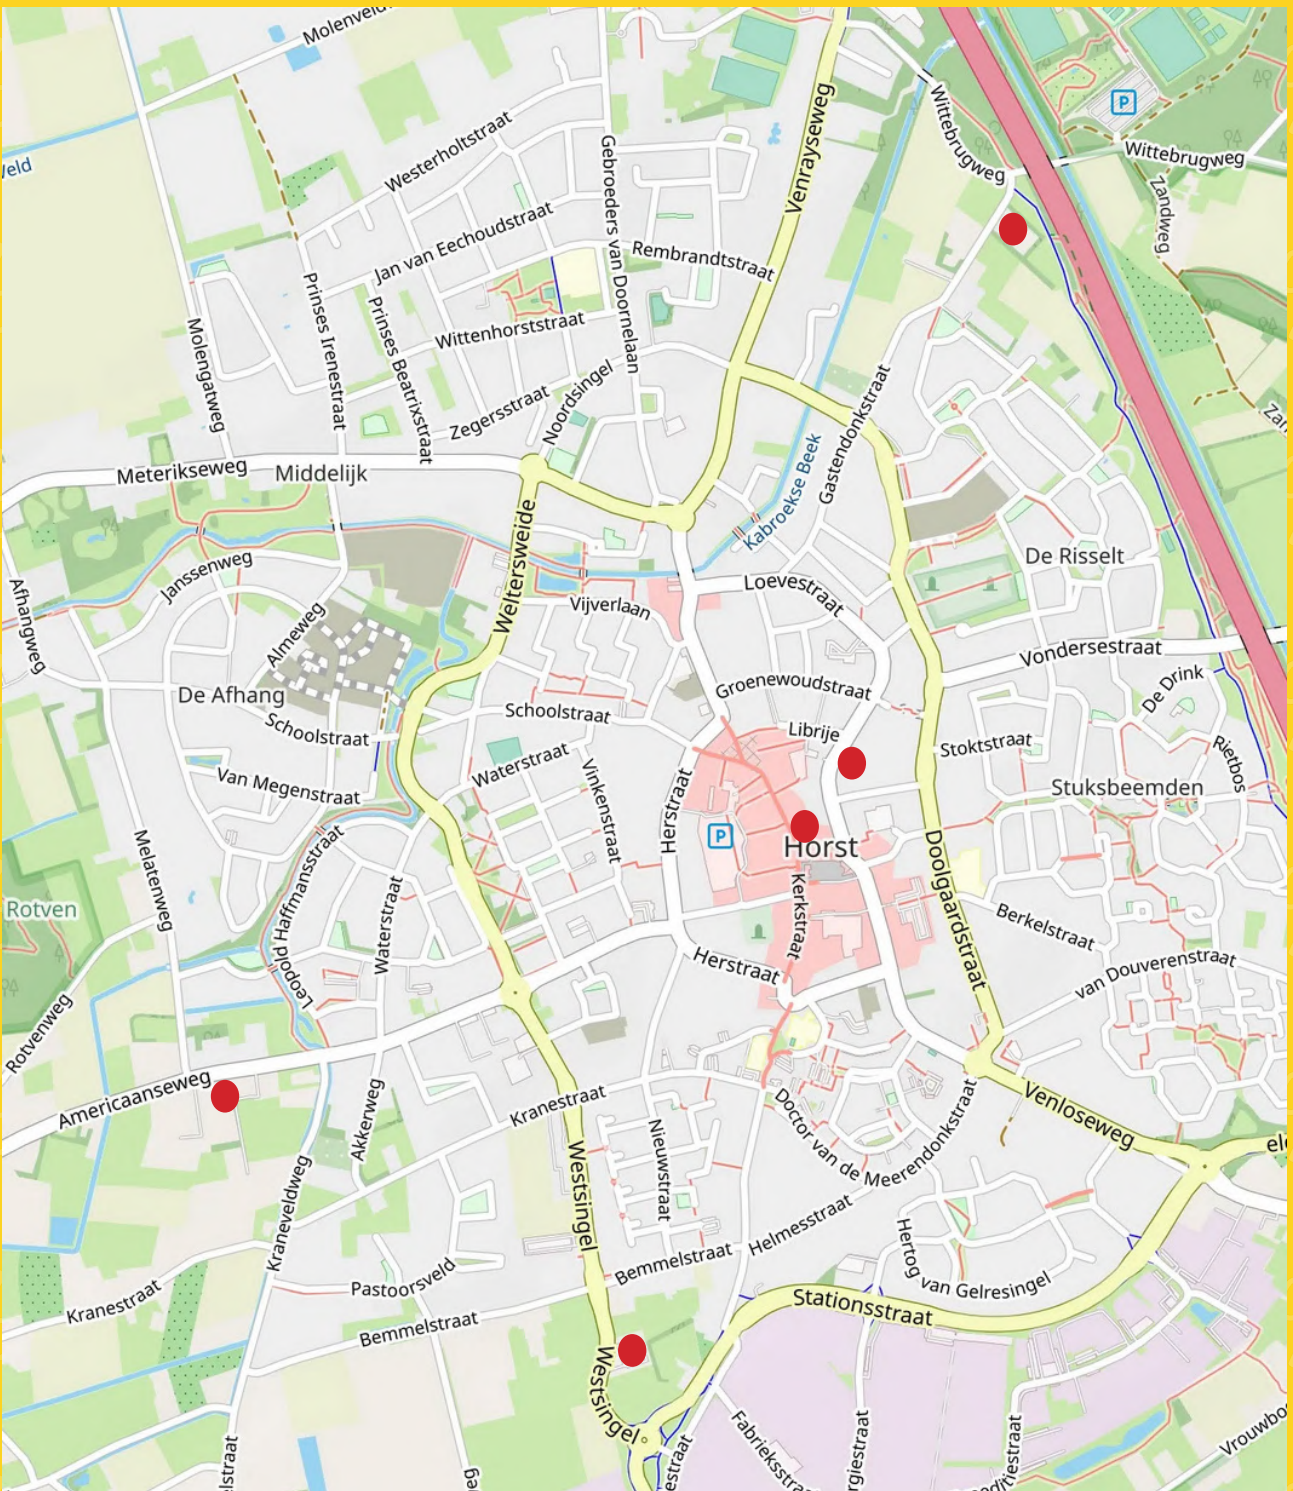 Molenveld
Wittebrugweg
Venrayseweg
Westerholtstraat
Gebroeders van Doornelaan
P
Wittebrugweg
Zandweg
Jan van Eechoudstraat
Rembrandtstraat
Prinses Irenestraat
Prinses Beatrixstraat
Molengatweg
Wittenhorststraat
Noordsingel
Zegersstraat
Gastendonkstraat
Kabroekse Beek
Meterikseweg
Middelijk
Weltersweide
De Risselt
Janssenweg
Afhangweg
Almeweg
Vijverlaan
Loevestraat
Vondersestraat
De Afhang
Groenewoudstraat
De Drink
Schoolstraat
Schoolstraat
Librije
Stoktstraat
Rietbos
Waterstraat
Van Megenstraat
Vinkenstraat
Herstraat
Stuksbeemden
P
Horst
Melatenweg
Leopold Haffmansstraat
Waterstraat
Kerkstraat
Doolgaardstraat
Rotven
Berkelstraat
Herstraat
van Douverenstraat
Rotvenweg
Americaanseweg
Akkerweg
Kranestraat
Nieuwstraat
Doctor van de Meerendonkstraat
Venloseweg
Kraneveldweg
Westsingel
Helmesstraat
Bemmelstraat
Hertog van Gelresingel
Pastoorsveld
Kranestraat
Bemmelstraat
Stationsstraat
Westsingel